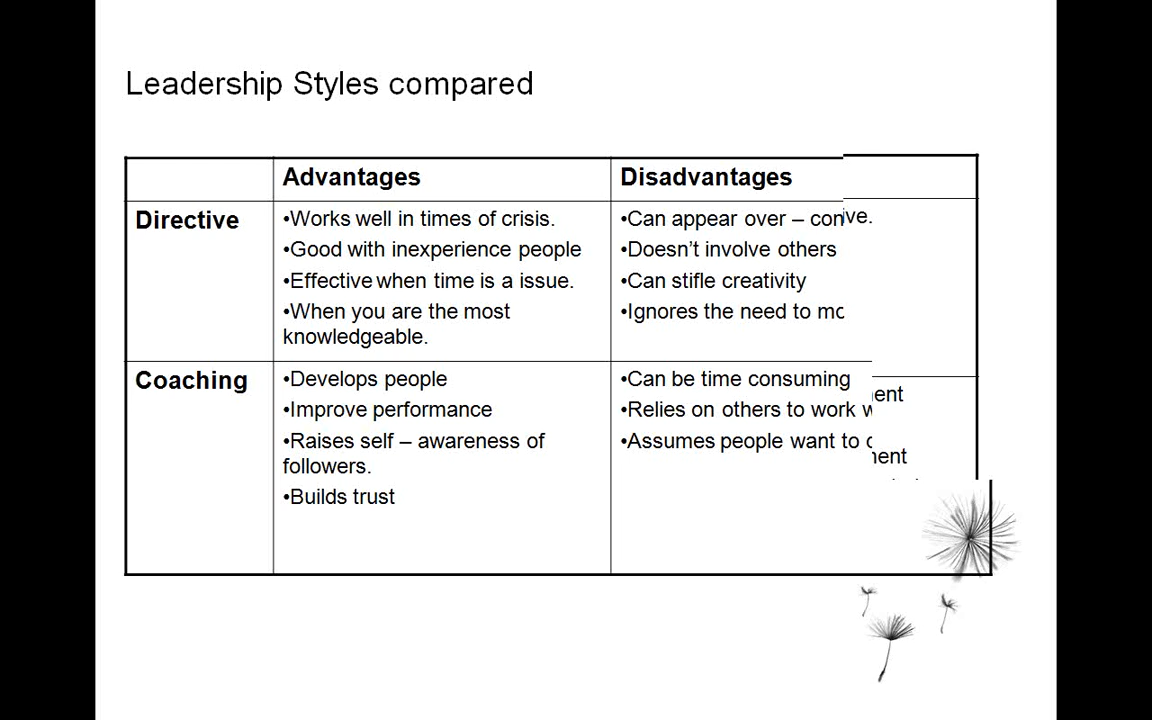 Leadership Styles compared
Advantages
Disadvantages
Directive
•Works well in times of crisis.
•Good with inexperience people
•Effective when time is a issue.
•When you are the most
knowledgeable.
•Can appear over –
•Doesn’t involve others
•Can stifle creativity
•Ignores the need to
Coaching
•Develops people
•Improve performance
•Raises self – awareness of
followers.
•Builds trust
•Can be time consuming
•Relies on others to work
•Assumes people want to